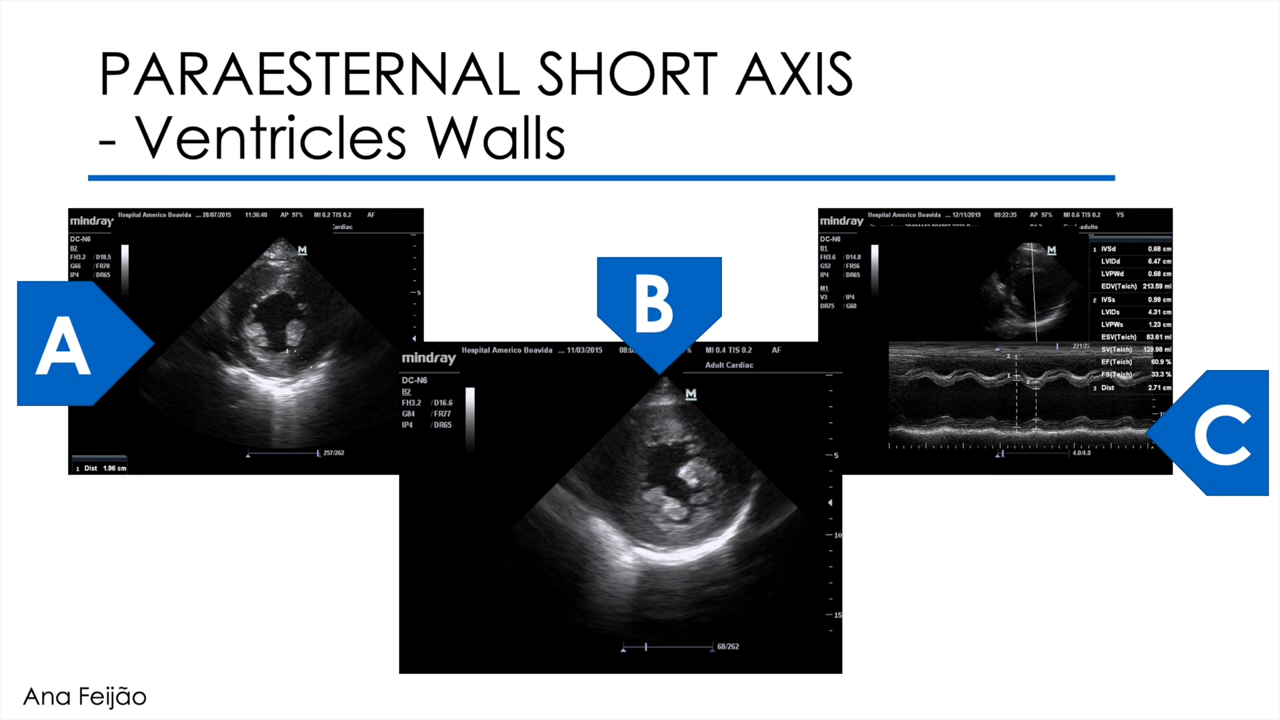 PARAESTERNAL SHORT AXIS
- Ventricles Walls
mindray
Hospital Americo Boavida ... 28/07/2015 11:36:40 AP 97% MI 0.2 TIS 0.2 AF
DC-N6
B2
FH3.2 / D18.5
G66 / FR70
IP4 / DR65
M
5
257/262
1 Dist 1.96 cm
A
B
mindray
Hospital Americo Boavida ... 11/03/2015 MI 0.4 TIS 0.2 AF
Adult Cardiac
DC-N6
B2
FH3.2 / D16.6
G84 / FR77
IP4 / DR65
M
5
10
15
68/262
mindray
Hospital Americo Boavida ... 12/11/2019 09:22:35 AP 97% MI 0.6 TIS 0.2 YS
DC-N6
B1
FH3.6 / D14.8
G52 / FR56
IP4 / DR65
M1
V3 / IP4
DR75 / G60
M
1 IVSd 0.68 cm
LVIDd 6.47 cm
LVPWd 0.68 cm
EDV(Teich) 213.59 ml
2 IVSs 0.99 cm
LVIDs 4.31 cm
LVPWs 1.23 cm
ESV(Teich) 83.61 ml
SV(Teich) 129.98 ml
EF(Teich) 60.9 %
FS(Teich) 33.3 %
3 Dist 2.71 cm
4.0/4.0
C
Ana Feijão